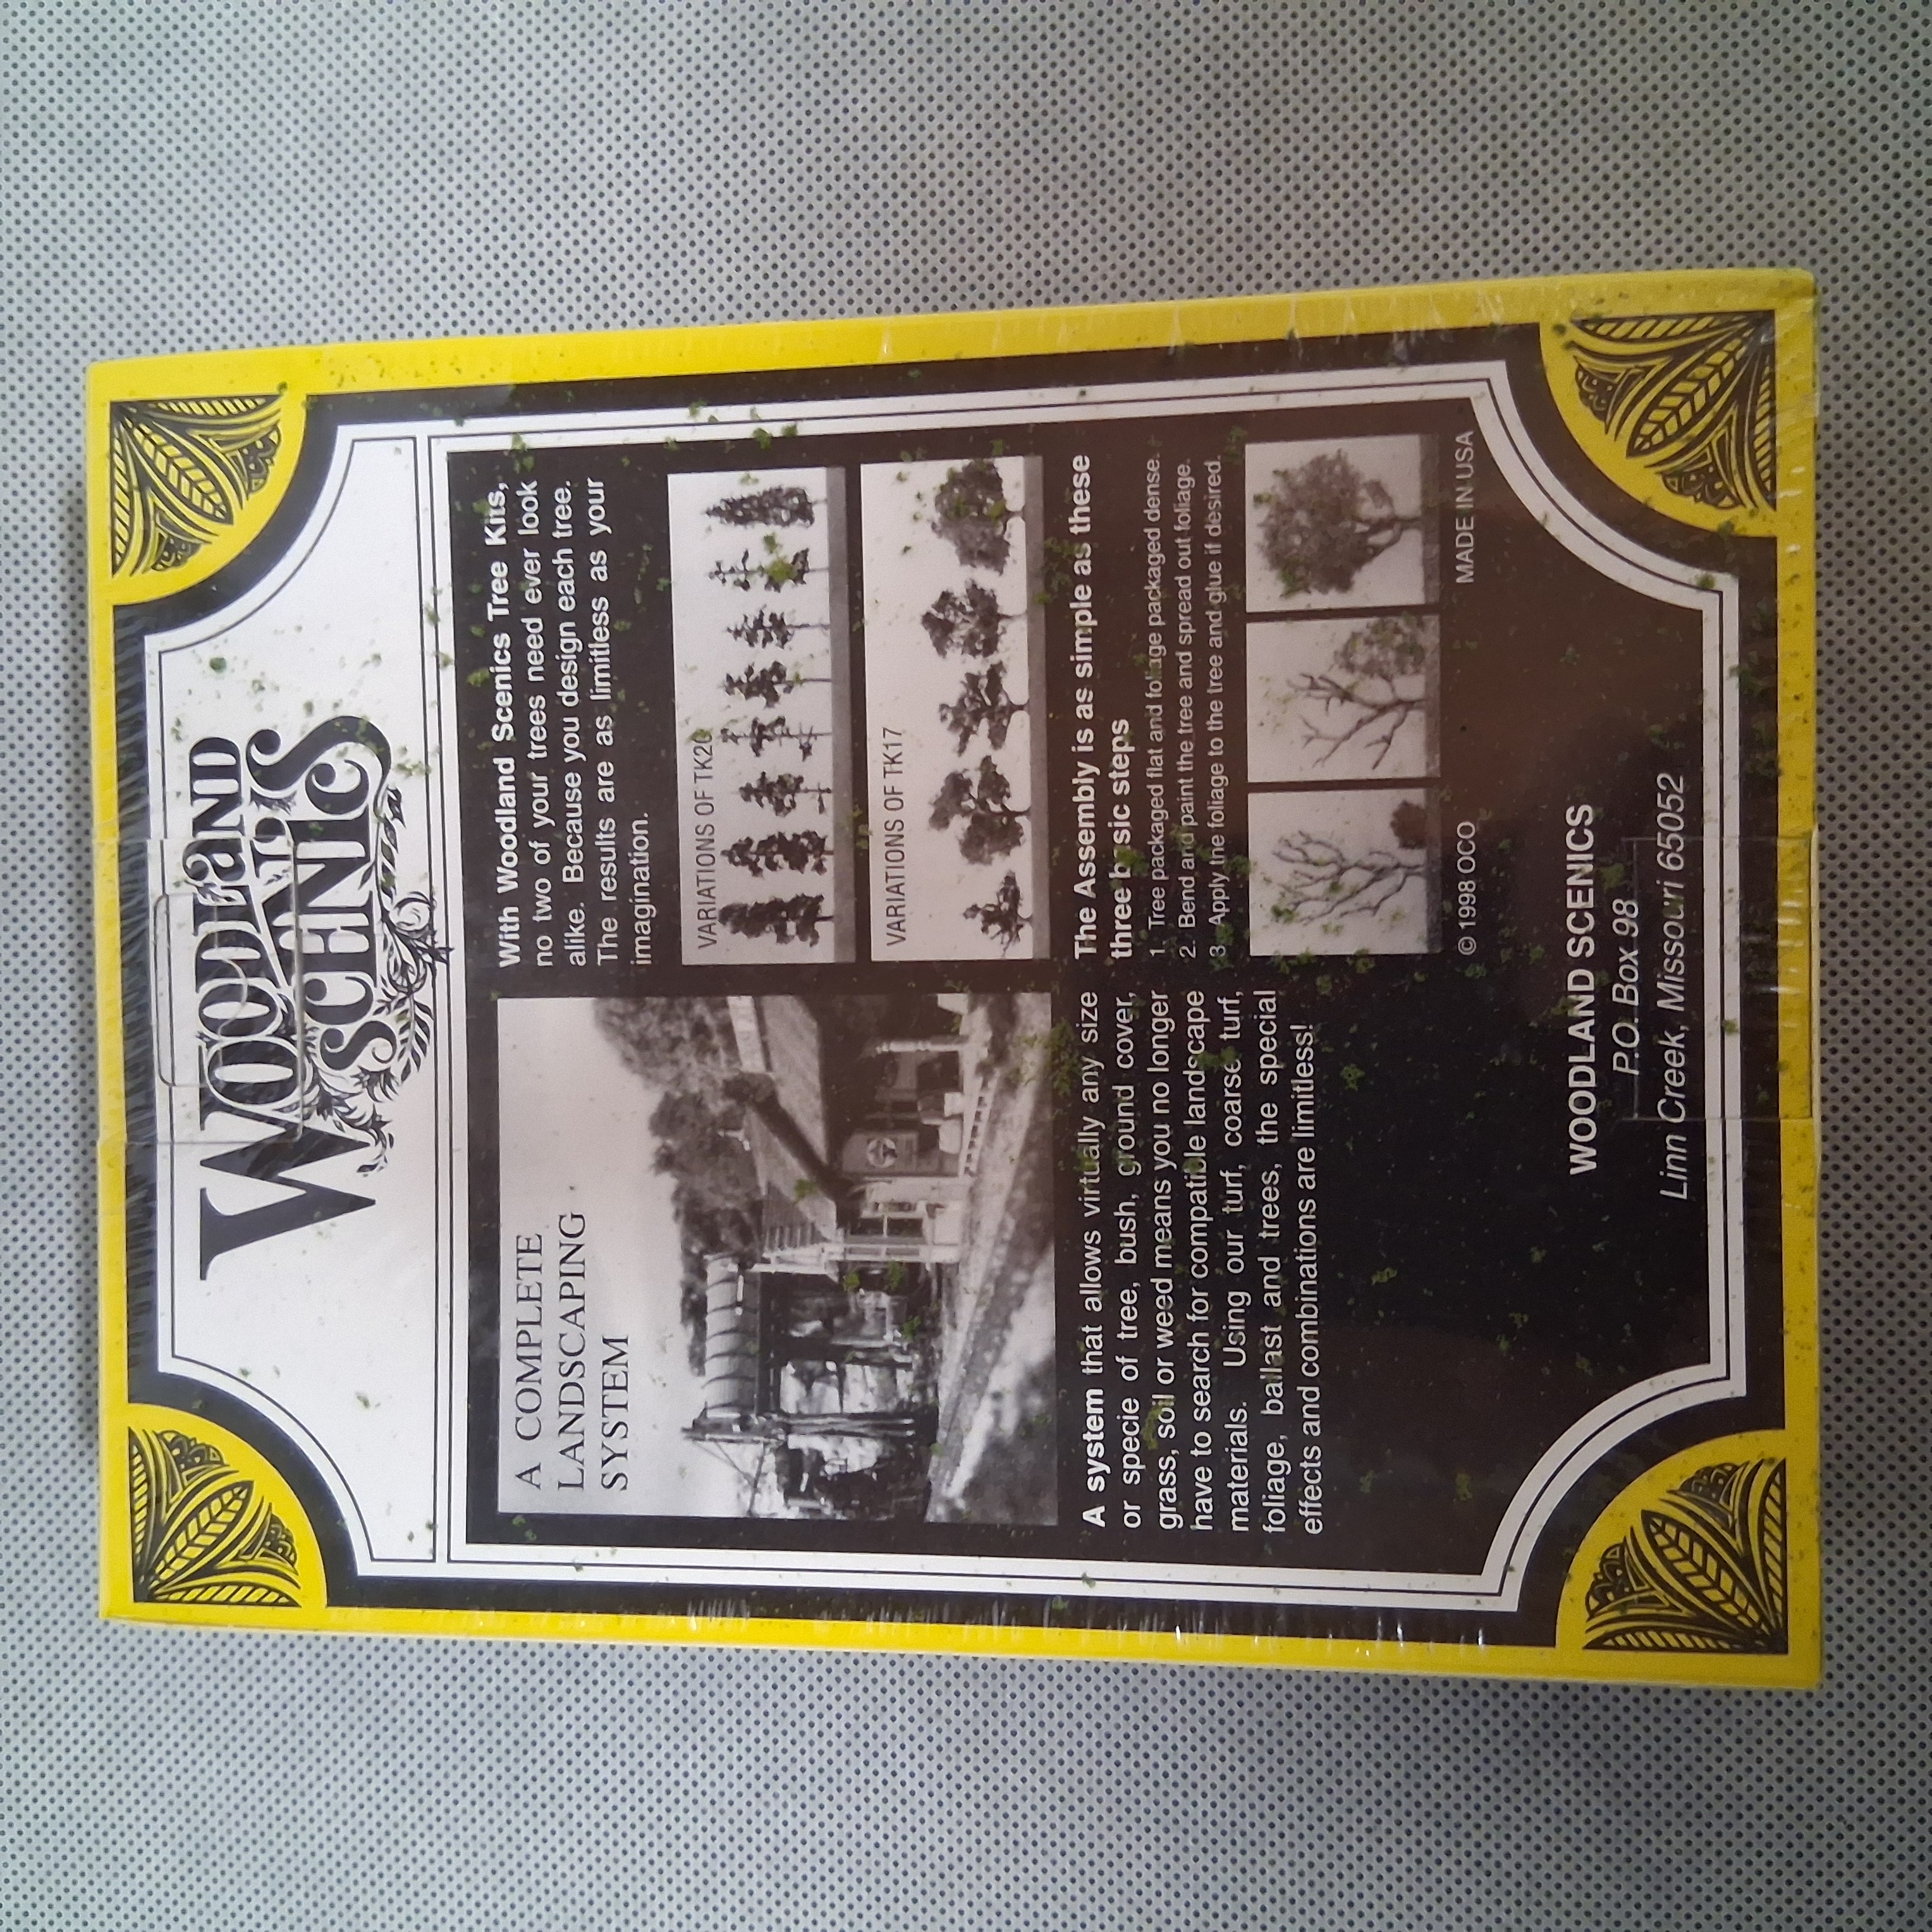 WOODLAND
SCENICS
A COMPLETE
LANDSCAPING
SYSTEM
A system that allows virtually any size
or specie of tree, bush, ground cover,
grass, soil or weed means you no longer
have to search for compatible landscape
materials. Using our turf, coarse turf,
foliage, ballast and trees, the special
effects and combinations are limitless!
With Woodland Scenics Tree Kits,
no two of your trees need ever look
alike. Because you design each tree.
The results are as limitless as your
imagination.
VARIATIONS OF TK20
VARIATIONS OF TK17
The Assembly is as simple as these
three basic steps
1. Tree packaged flat and foliage packaged dense.
2. Bend and paint the tree and spread out foliage.
3. Apply the foliage to the tree and glue if desired.
© 1998 OCO
MADE IN USA
WOODLAND SCENICS
P.O. Box 98
Linn Creek, Missouri 65052